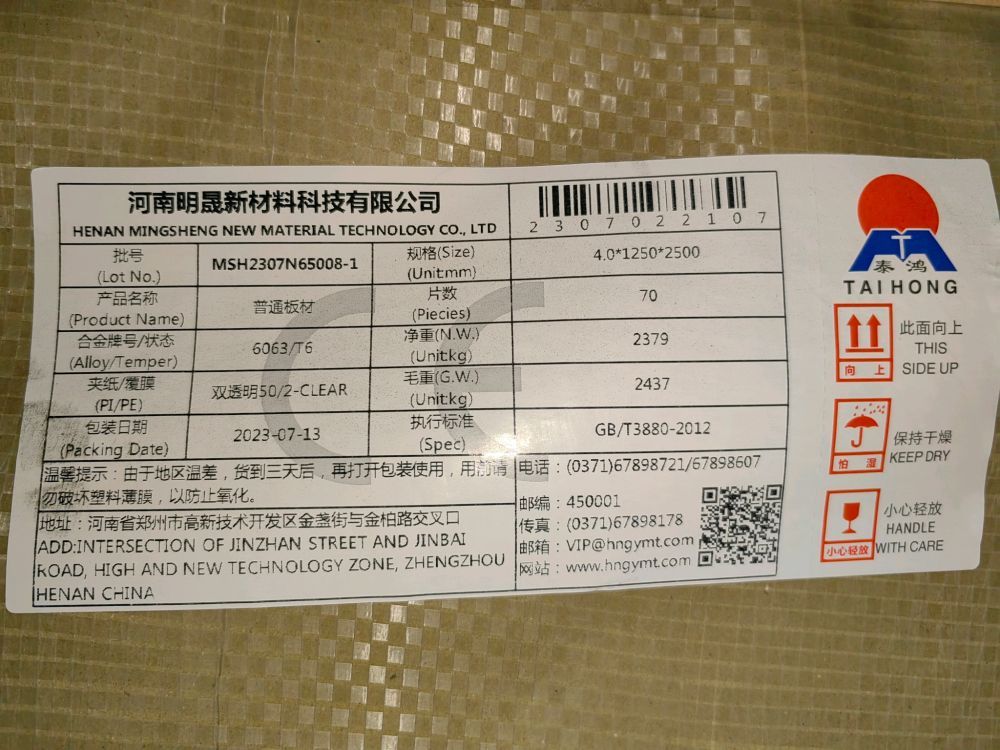 河南明晟新材料科技有限公司
HENAN MINGSHENG NEW MATERIAL TECHNOLOGY CO., LTD
2307022107
批号
(Lot No.)
MSH2307N65008-1
规格(Size)
(Unit:mm)
4.0*1250*2500
产品名称
(Product Name)
普通板材
片数
(Piecies)
70
合金牌号/状态
(Alloy/Temper)
6063/T6
净重(N.W.)
(Unit:kg)
2379
夹纸/覆膜
(PI/PE)
双透明50/2-CLEAR
毛重(G.W.)
(Unit:kg)
2437
包装日期
(Packing Date)
2023-07-13
执行标准
(Spec)
GB/T3880-2012
温馨提示：由于地区温差，货到三天后，再打开包装使用，用前请
勿破坏塑料薄膜，以防止氧化。
地址：河南省郑州市高新技术开发区金盏街与金柏路交叉口
ADD:INTERSECTION OF JINZHAN STREET AND JINBAI
ROAD, HIGH AND NEW TECHNOLOGY ZONE, ZHENGZHOU
HENAN CHINA
电话：(0371)67898721/67898607
邮编：450001
传真：(0371)67898178
邮箱：VIP@hngymt.com
网站：www.hngymt.com
CE
泰鸿
TAIHONG
向上
此面向上
THIS
SIDE UP
怕湿
保持干燥
KEEP DRY
小心轻放
小心轻放
HANDLE
WITH CARE